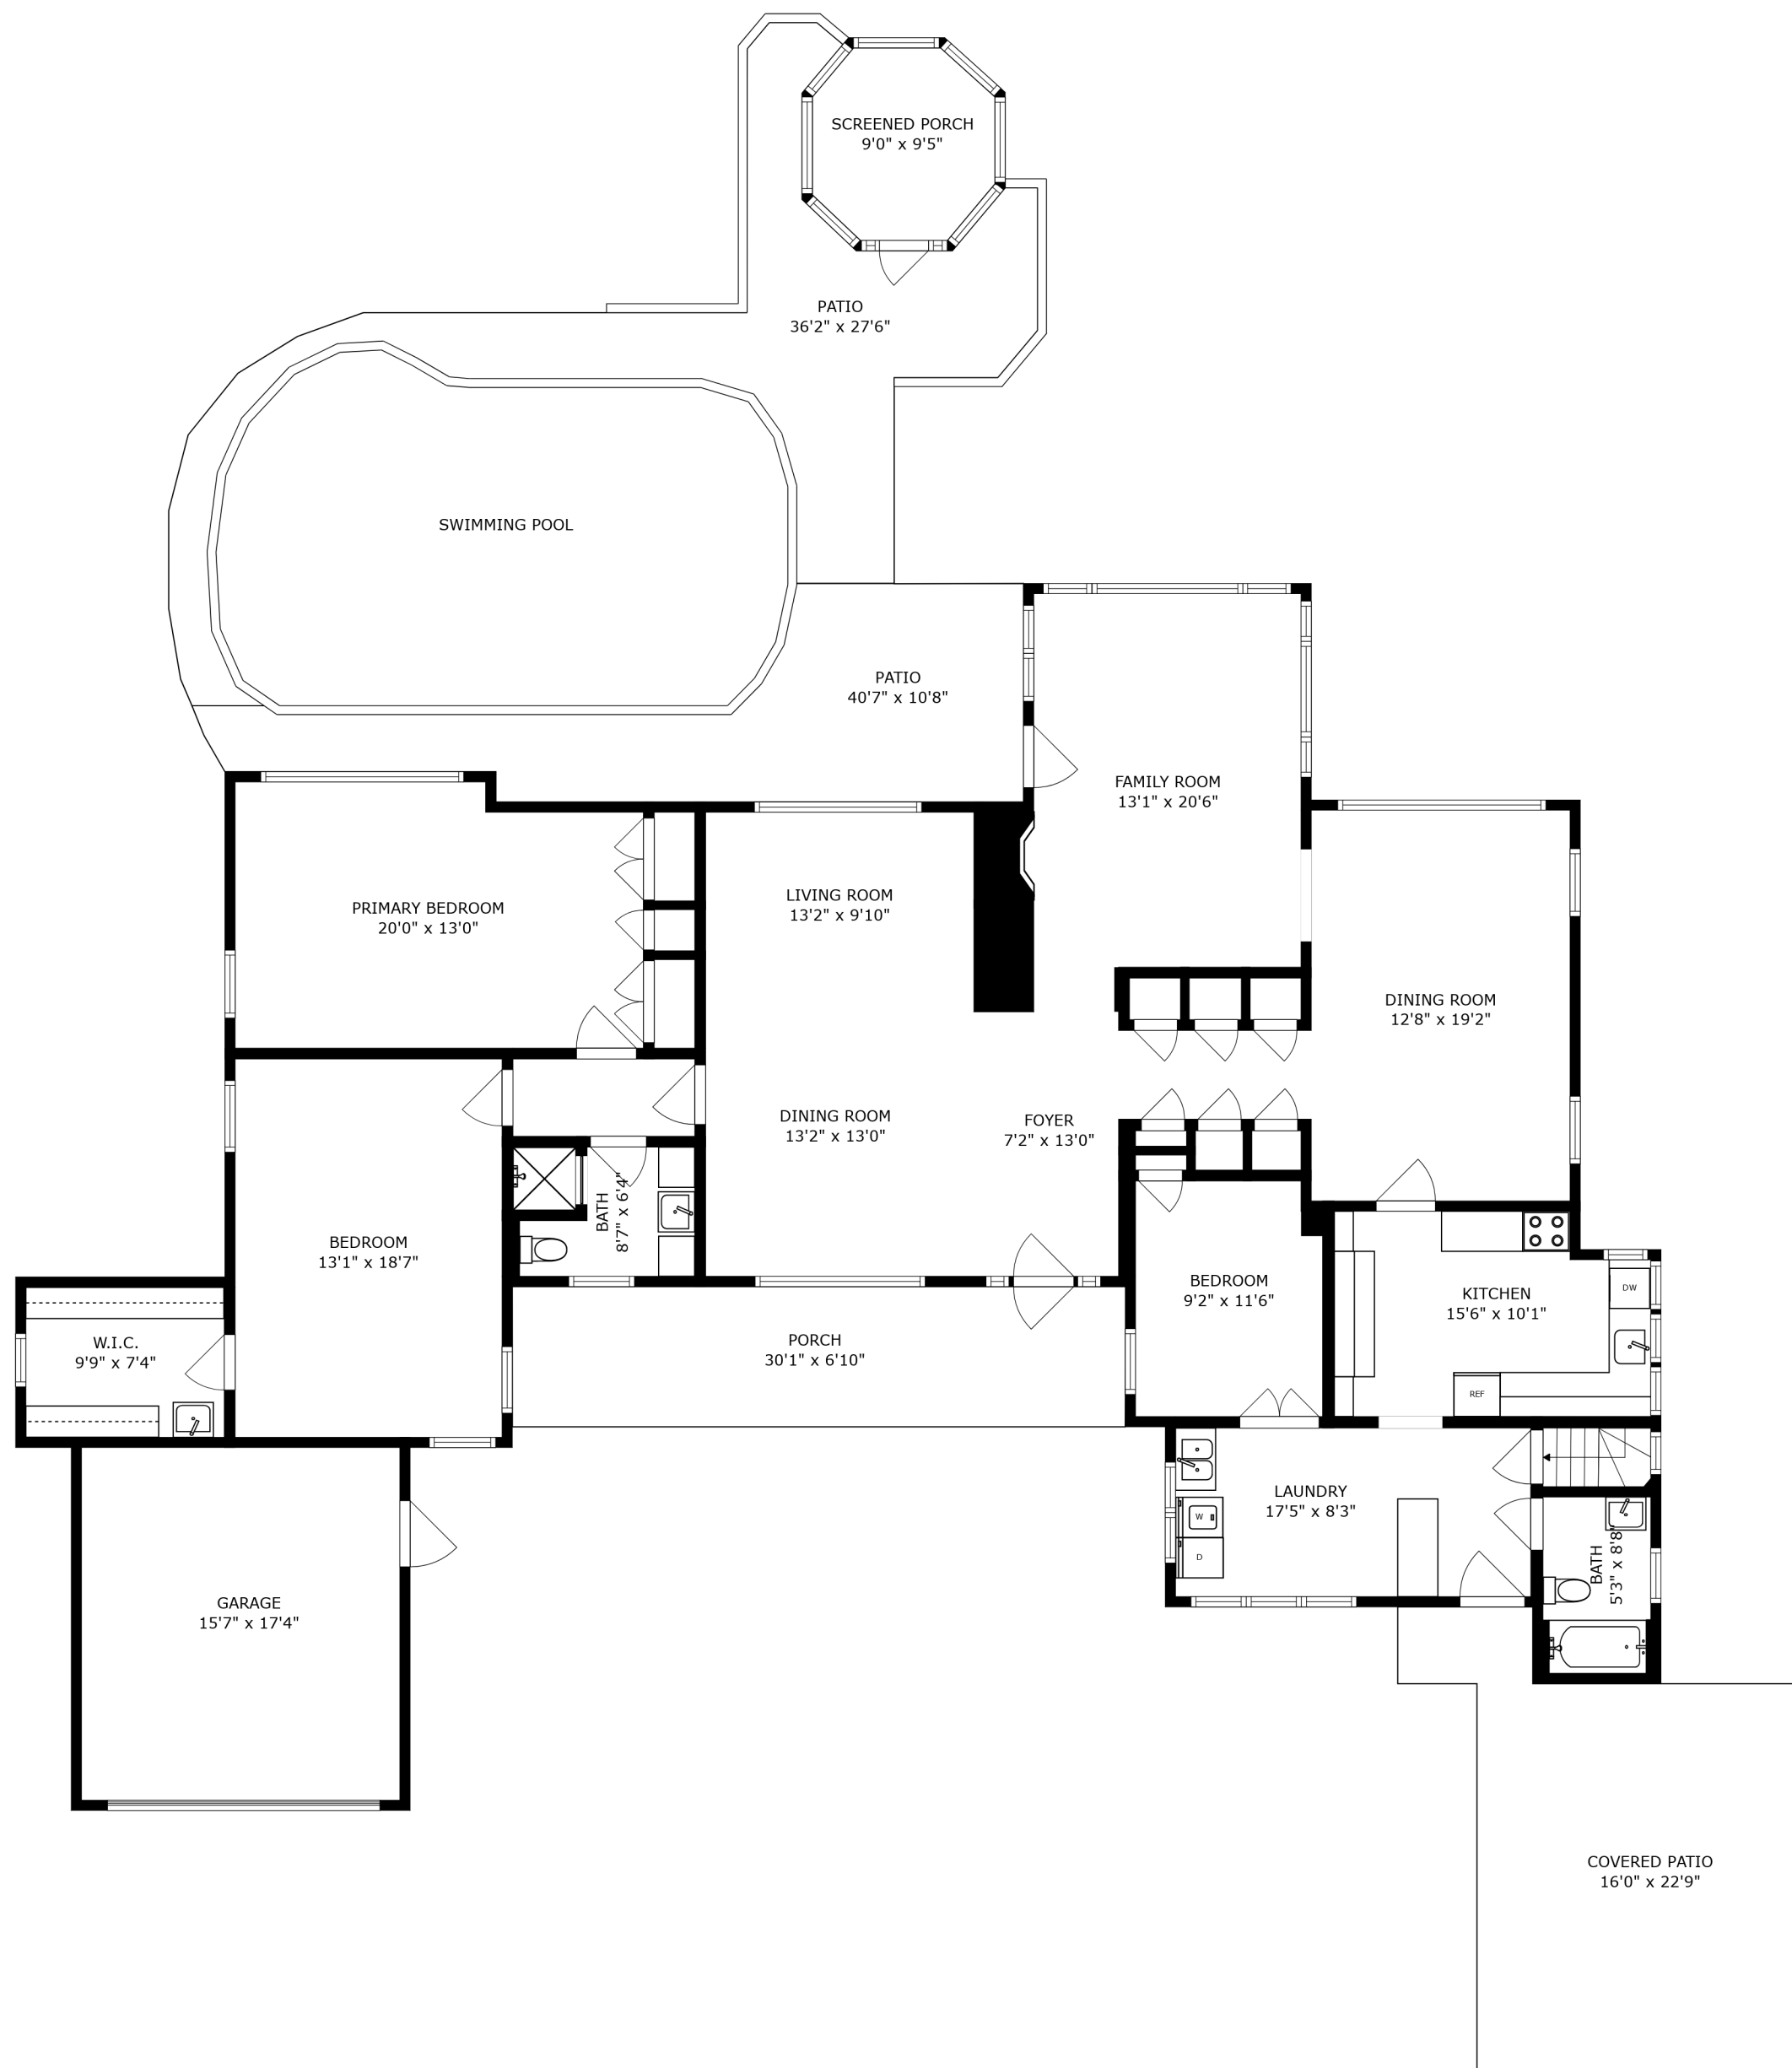 SCREENED PORCH
9'0" x 9'5"
PATIO
36'2" x 27'6"
SWIMMING POOL
PATIO
40'7" x 10'8"
FAMILY ROOM
13'1" x 20'6"
LIVING ROOM
13'2" x 9'10"
PRIMARY BEDROOM
20'0" x 13'0"
DINING ROOM
12'8" x 19'2"
DINING ROOM
13'2" x 13'0"
FOYER
7'2" x 13'0"
BATH
8'7" x 6'4"
BEDROOM
13'1" x 18'7"
BEDROOM
9'2" x 11'6"
KITCHEN
15'6" x 10'1"
DW
REF
W.I.C.
9'9" x 7'4"
PORCH
30'1" x 6'10"
LAUNDRY
17'5" x 8'3"
W
D
BATH
5'3" x 8'8"
GARAGE
15'7" x 17'4"
COVERED PATIO
16'0" x 22'9"